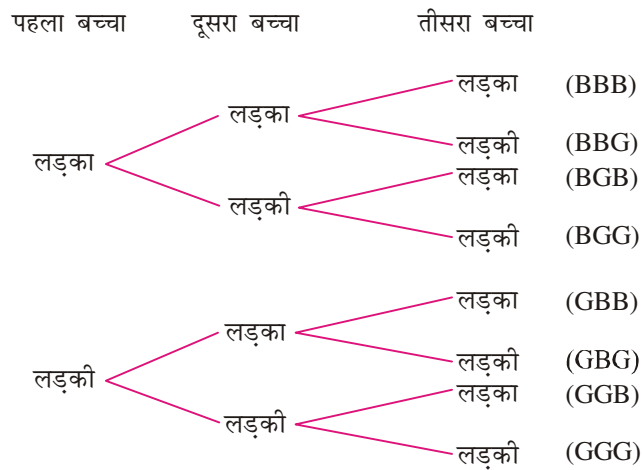 पहला बच्चा दूसरा बच्चा तीसरा बच्चा
लड़का (BBB)
लड़का
लड़की (BBG)
लड़का
लड़का (BGB)
लड़की
लड़की (BGG)
लड़का (GBB)
लड़का
लड़की (GBG)
लड़की
लड़का (GGB)
लड़की
लड़की (GGG)